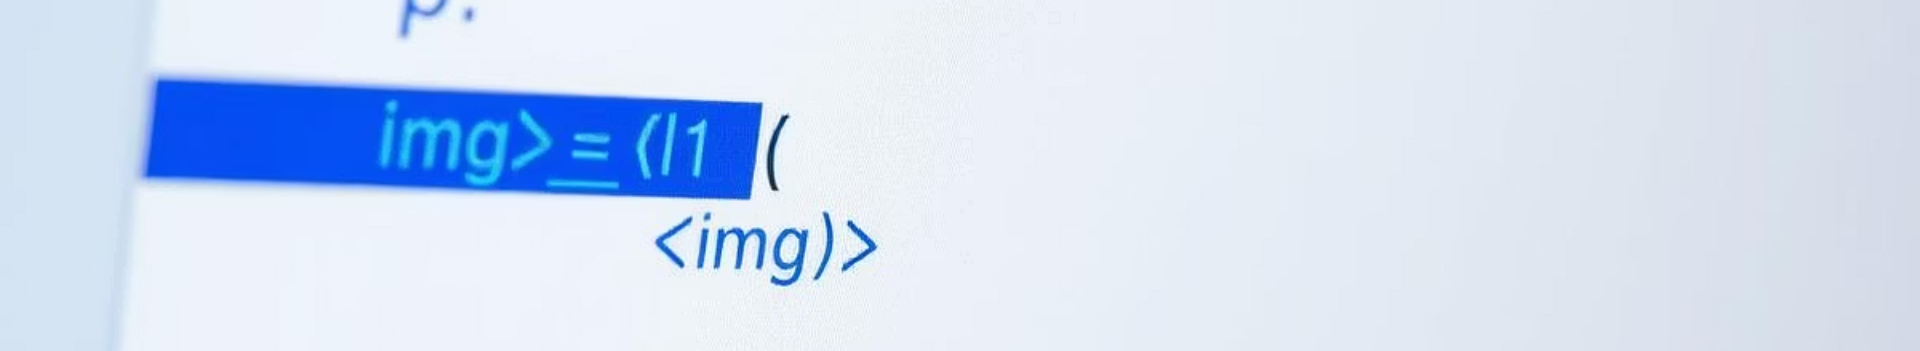 p.
img> = (l1 (
<img)>